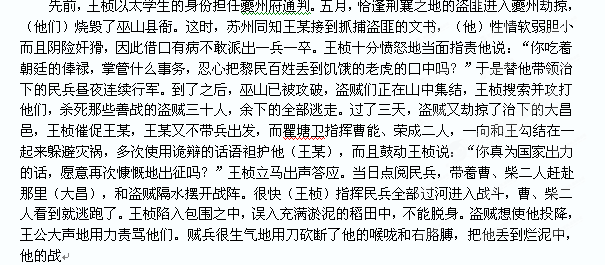 先前，王桢以太学生的身份担任夔州府通判。五月，恰逢荆襄之地的盗匪进入夔州劫掠，
（他们）烧毁了巫山县衙。这时，苏州同知王某接到抓捕盗匪的文书，（他）性情软弱胆小
而且阴险奸猾，因此借口有病不敢派出一兵一卒。王桢十分愤怒地当面指责他说：“你吃着
朝廷的俸禄，掌管什么事务，忍心把黎民百姓丢到饥饿的老虎的口中吗？”于是替他带领治
下的民兵昼夜连续行军。到了之后，巫山已被攻破，盗贼们正在山中集结，王桢搜索并攻打
他们，杀死那些善战的盗贼三十人，余下的全部逃走。过了三天，盗贼又劫掠了治下的大昌
邑，王桢催促王某，王某又不带兵出发，而瞿塘卫指挥曹能、荣成二人，一向和王勾结在一
起来躲避灾祸，多次使用诡辩的话语袒护他（王某），而且鼓动王桢说：“你真为国家出力
的话，愿意再次慷慨地出征吗？”王桢立马出声答应。当日点阅民兵，带着曹、柴二人赶赴
那里（大昌），和盗贼隔水摆开战阵。很快（王桢）指挥民兵全部过河进入战斗，曹、柴二
人看到就逃跑了。王桢陷入包围之中，误入充满淤泥的稻田中，不能脱身。盗贼想使他投降，
王公大声地用力责骂他们。贼兵很生气地用刀砍断了他的喉咙和右胳膊，把他丢到烂泥中，
他的战